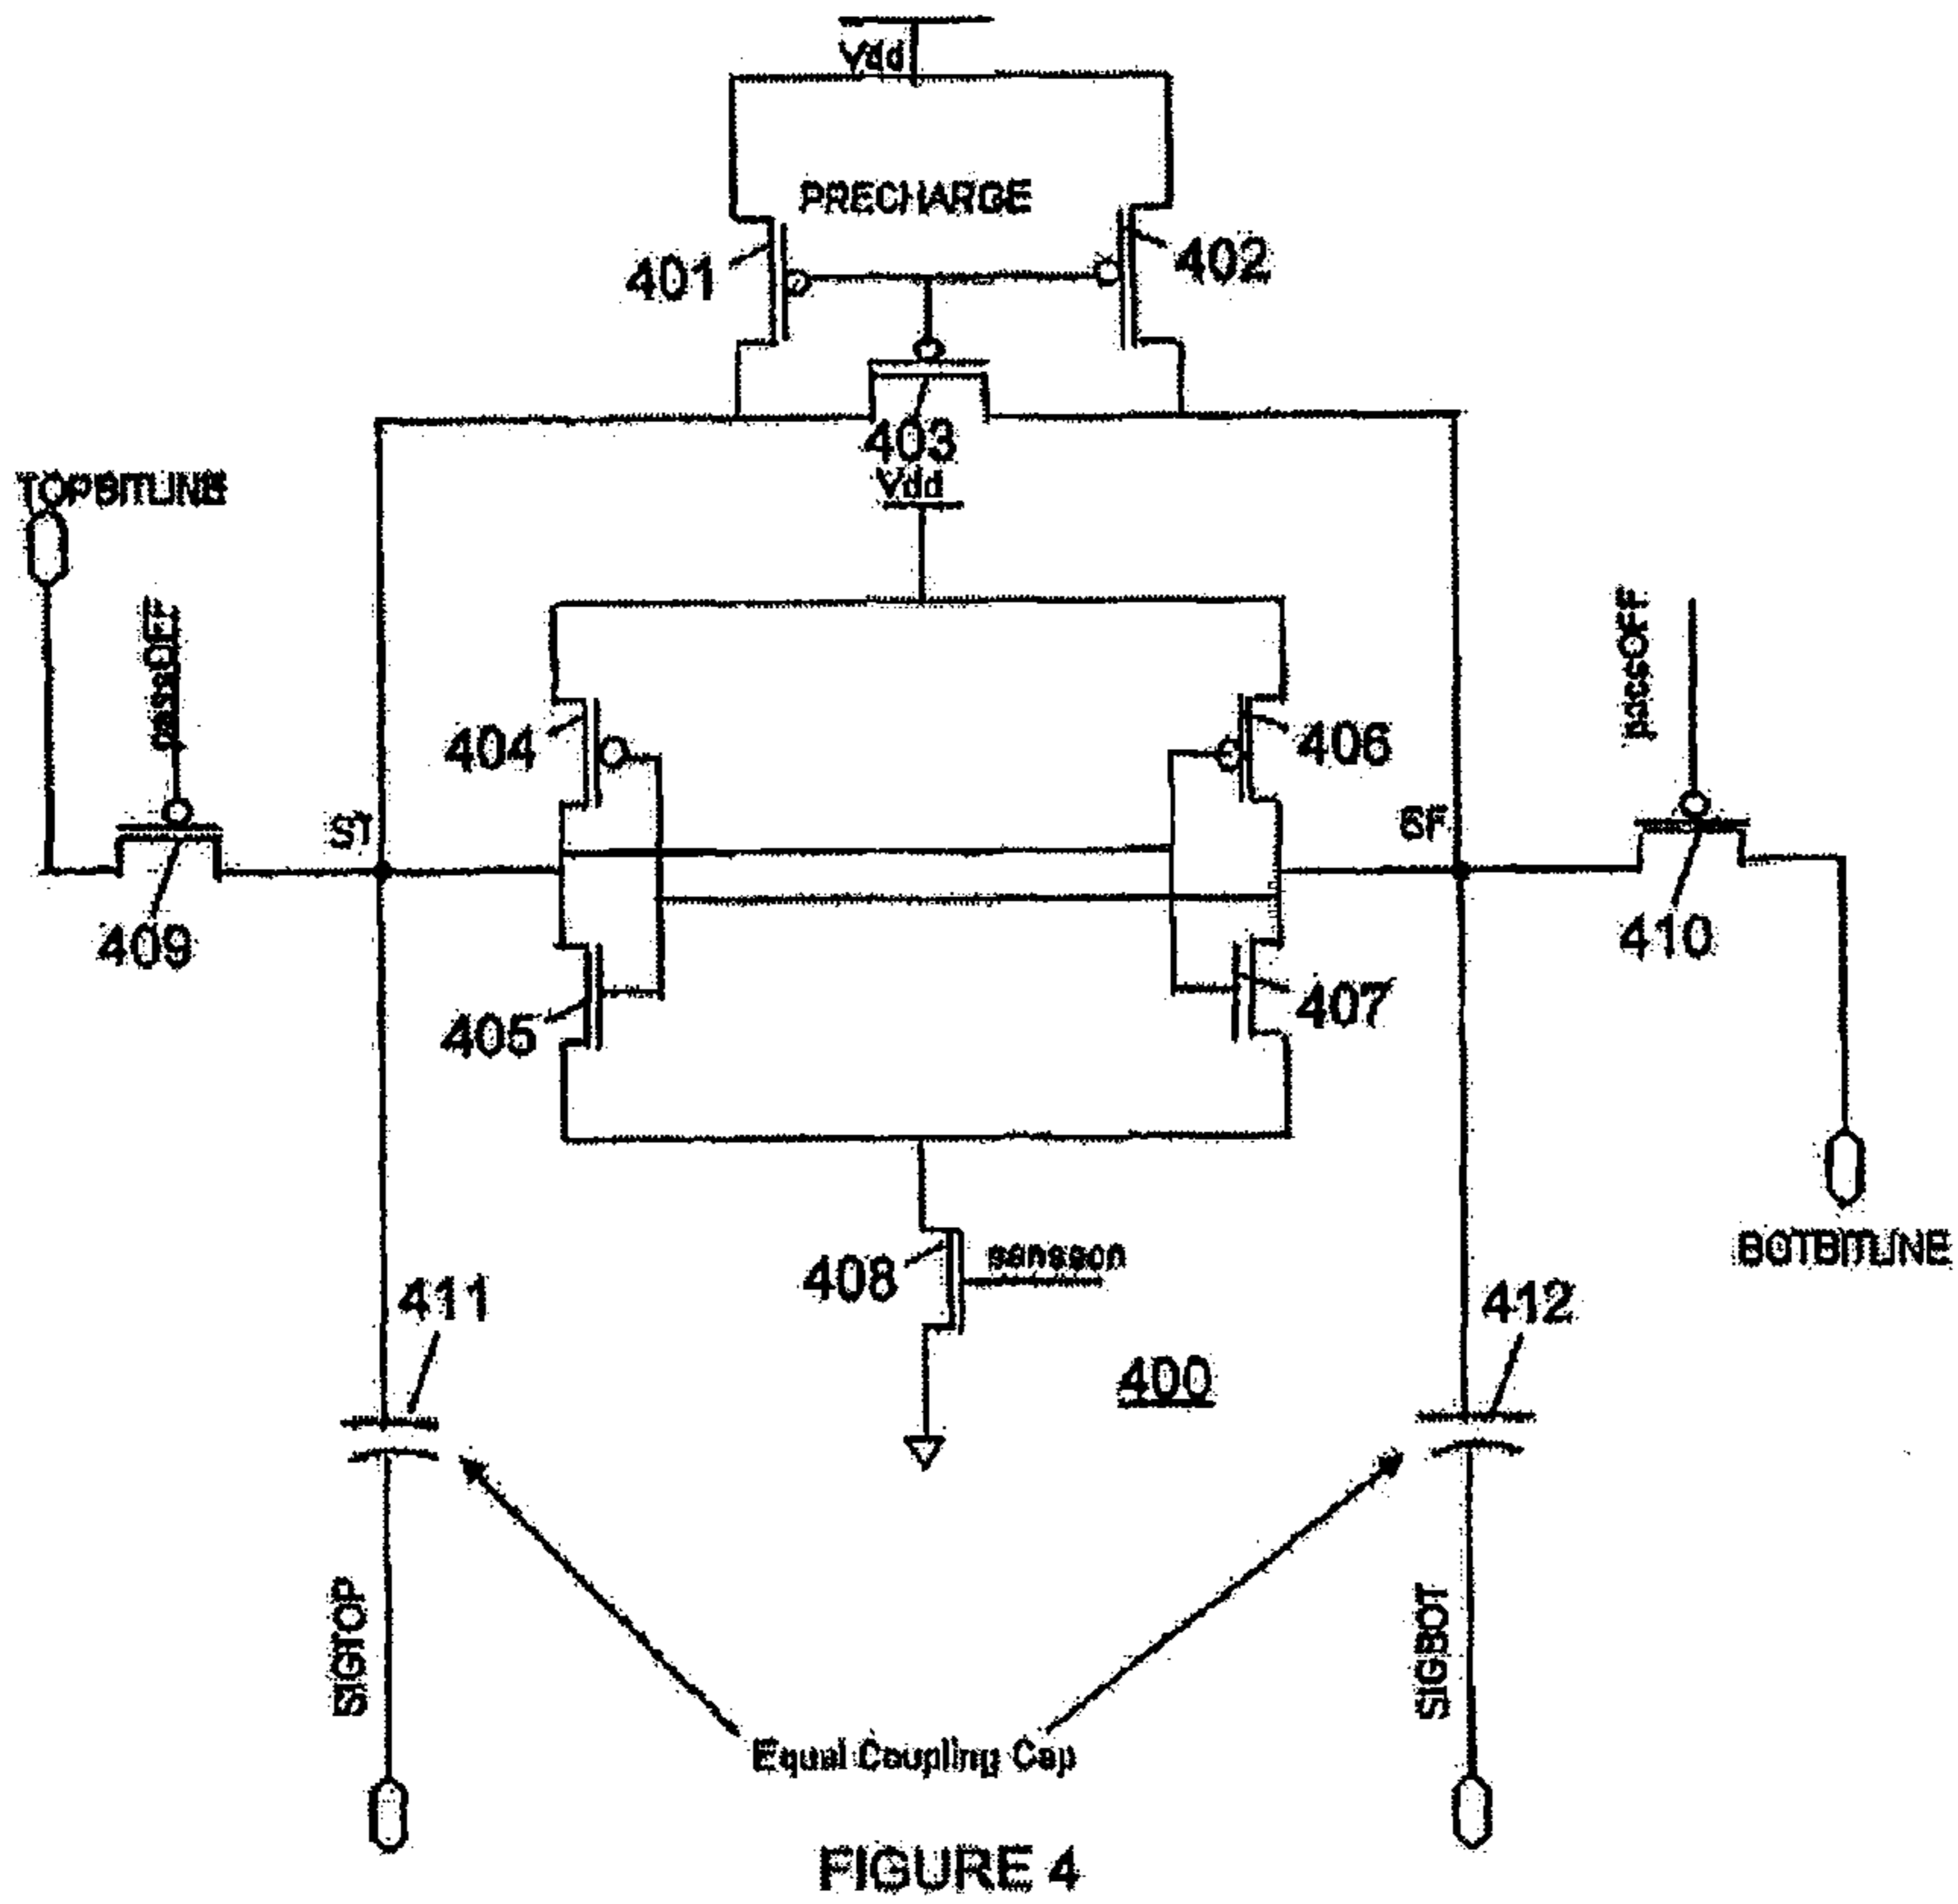 Vdd
PRECHARGE
401
402
403
Vdd
TOPBITLINE
passOFF
passOFF
404
406
ST
SF
409
410
405
407
408
sensson
BOTBITLINE
411
412
400
SIGTOP
SIGBOT
Equal Coupling Cap
FIGURE 4